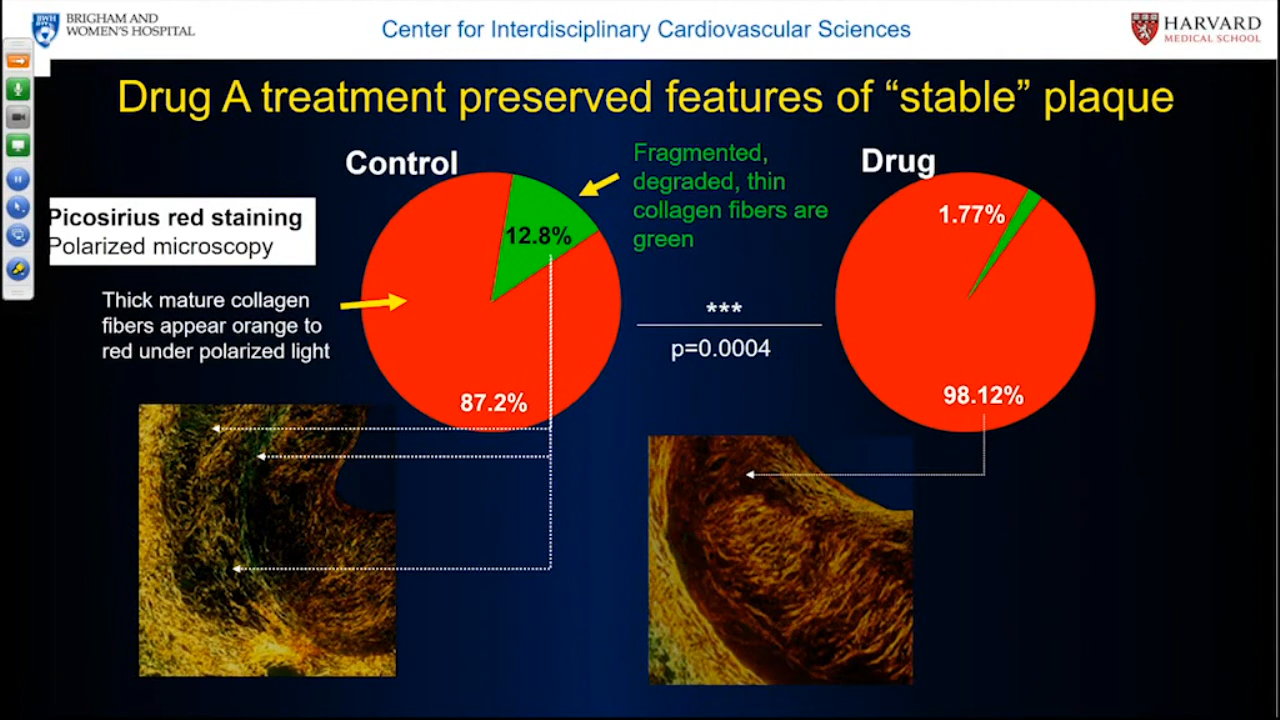 BWH
BRIGHAM AND
WOMEN'S HOSPITAL
Center for Interdisciplinary Cardiovascular Sciences
HARVARD
MEDICAL SCHOOL
Drug A treatment preserved features of “stable” plaque
Control
Fragmented,
degraded, thin
collagen fibers are
green
Drug
Picosirius red staining
Polarized microscopy
12.8%
1.77%
Thick mature collagen
fibers appear orange to
red under polarized light
***
p=0.0004
87.2%
98.12%